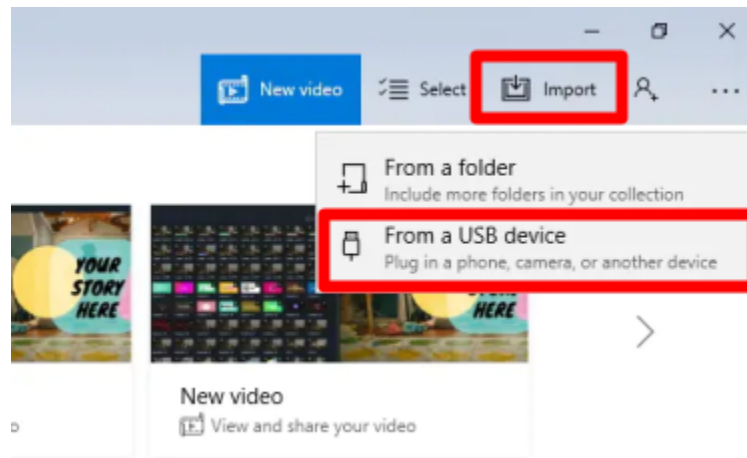 New video
Select
Import
...
From a folder
Include more folders in your collection
From a USB device
Plug in a phone, camera, or another device
YOUR
STORY
HERE
HERE
New video
View and share your video
o